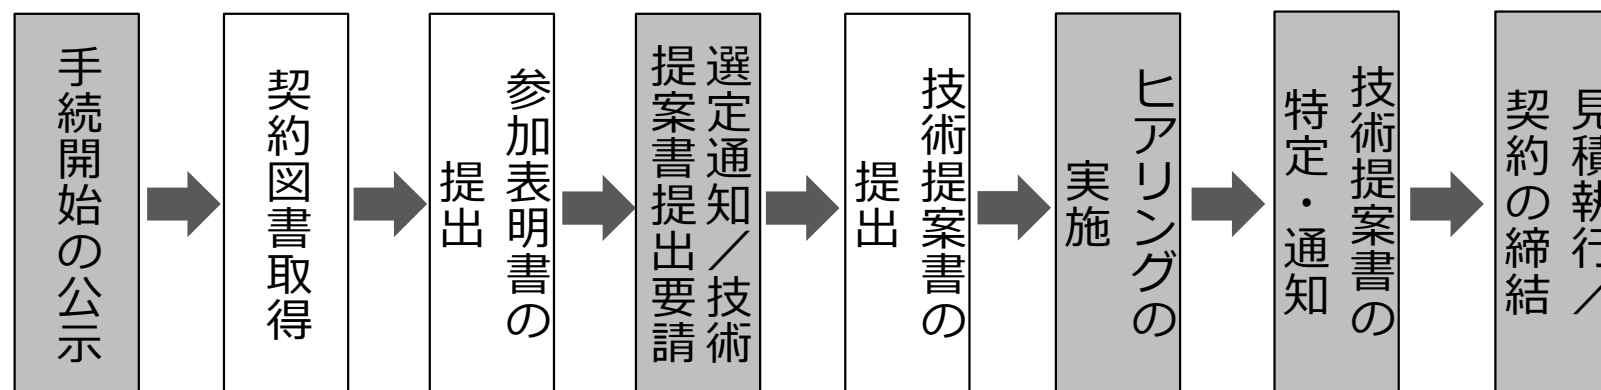 手続開始の公示
契約図書取得
参加表明書の
提出
選定通知／技術
提案書提出要請
技術提案書の
提出
ヒアリングの
実施
技術提案書の
特定・通知
見積執行／
契約の締結